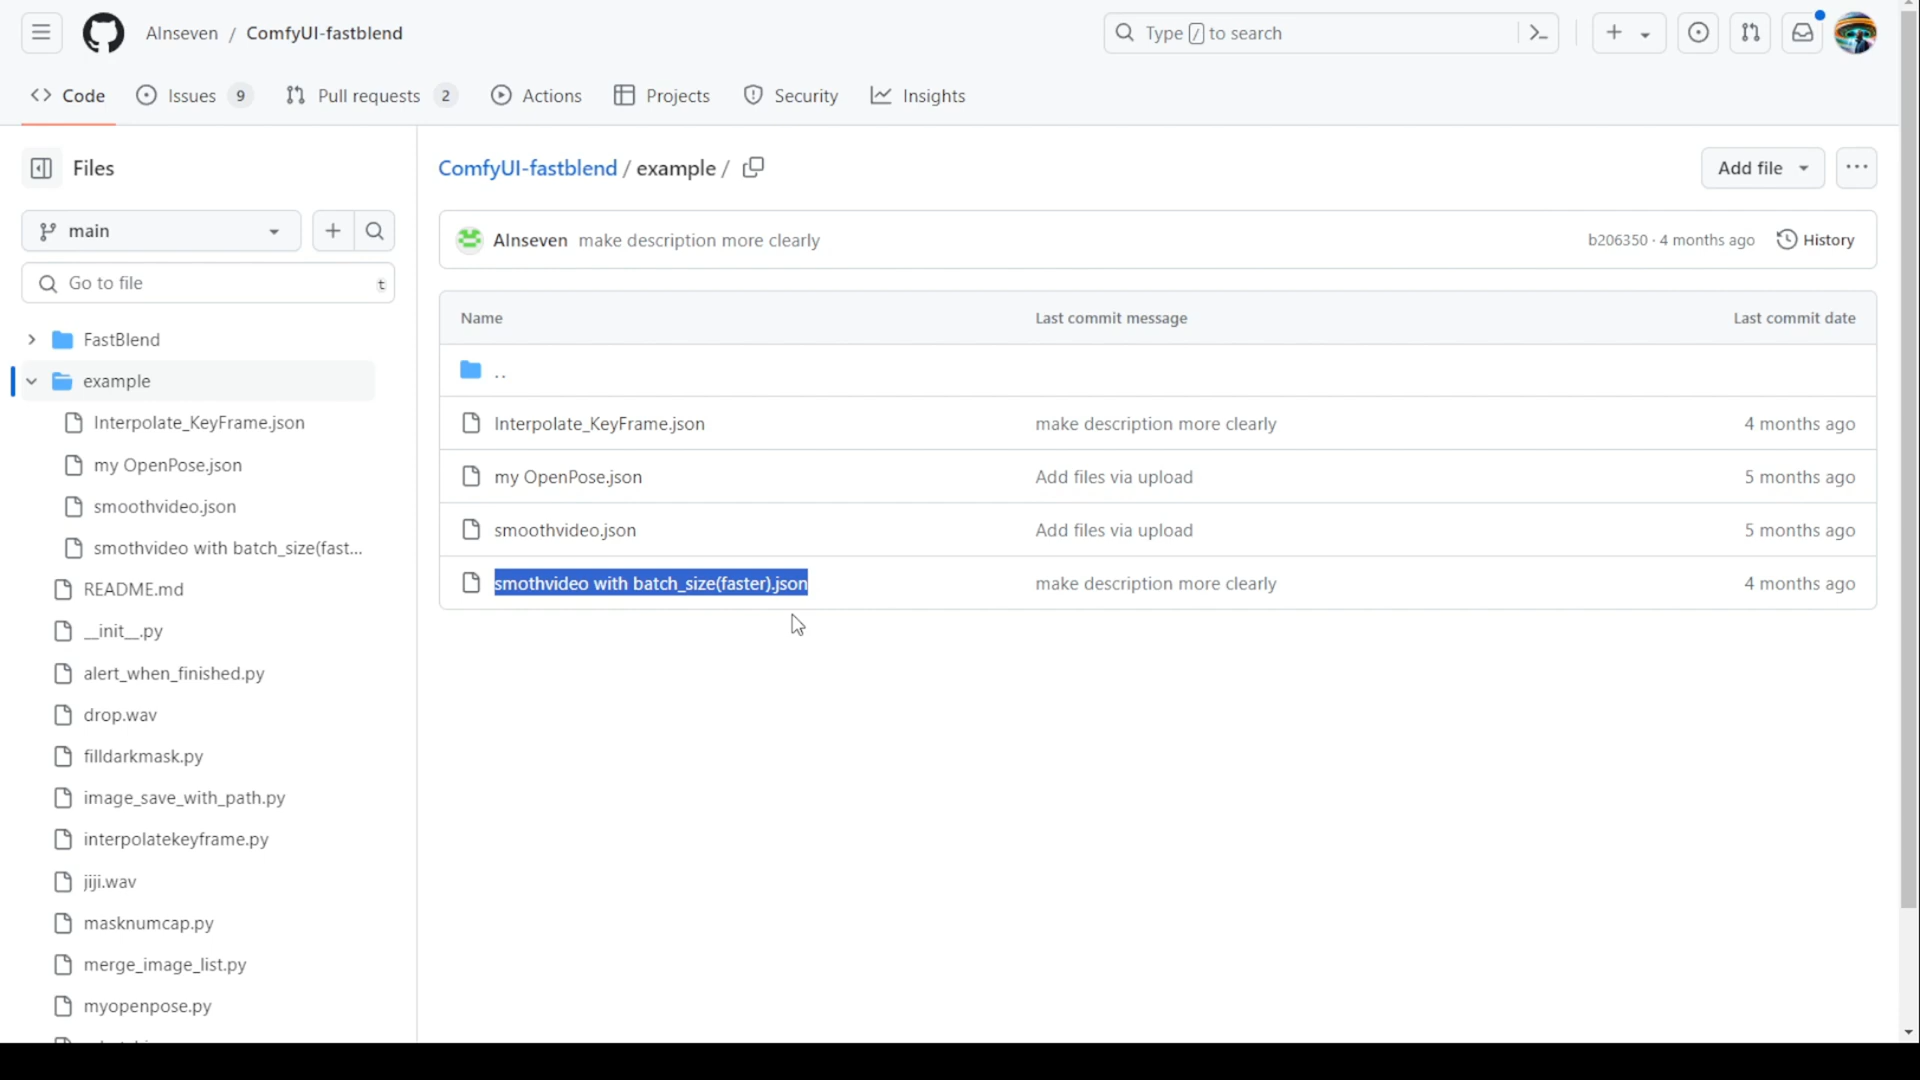 AInseven / ComfyUI-fastblend
Type / to search
Code
Issues 9
Pull requests 2
Actions
Projects
Security
Insights
Files
main
Go to file
t
FastBlend
example
Interpolate_KeyFrame.json
my OpenPose.json
smoothvideo.json
smothvideo with batch_size(fast...
README.md
__init__.py
alert_when_finished.py
drop.wav
filldarkmask.py
image_save_with_path.py
interpolatekeyframe.py
jiji.wav
masknumcap.py
merge_image_list.py
myopenpose.py
ComfyUI-fastblend / example /
Add file
AInseven make description more clearly
b206350 · 4 months ago
History
Name Last commit message Last commit date
..
Interpolate_KeyFrame.json make description more clearly 4 months ago
my OpenPose.json Add files via upload 5 months ago
smoothvideo.json Add files via upload 5 months ago
smothvideo with batch_size(faster).json make description more clearly 4 months ago